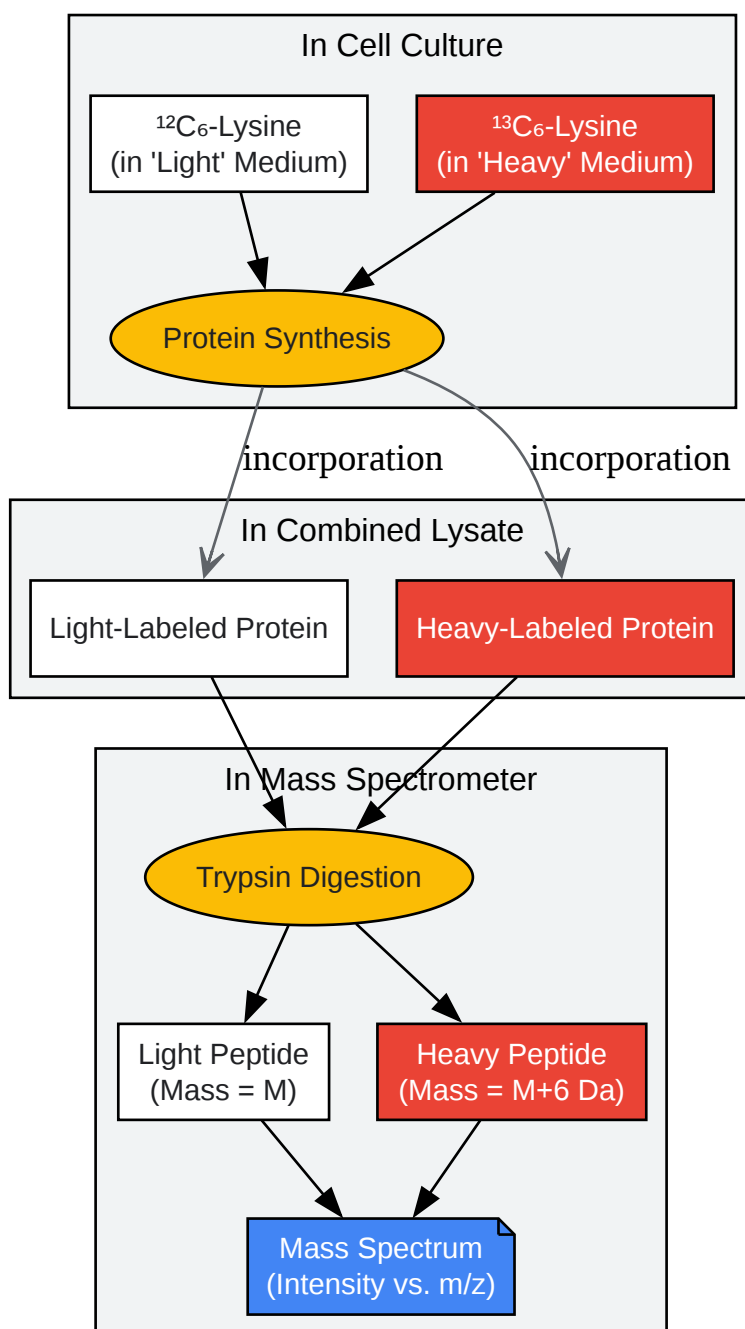 In Cell Culture
¹²C₆-Lysine
(in 'Light' Medium)
¹³C₆-Lysine
(in 'Heavy' Medium)
Protein Synthesis
incorporation
incorporation
In Combined Lysate
Light-Labeled Protein
Heavy-Labeled Protein
In Mass Spectrometer
Trypsin Digestion
Light Peptide
(Mass = M)
Heavy Peptide
(Mass = M+6 Da)
Mass Spectrum
(Intensity vs. m/z)